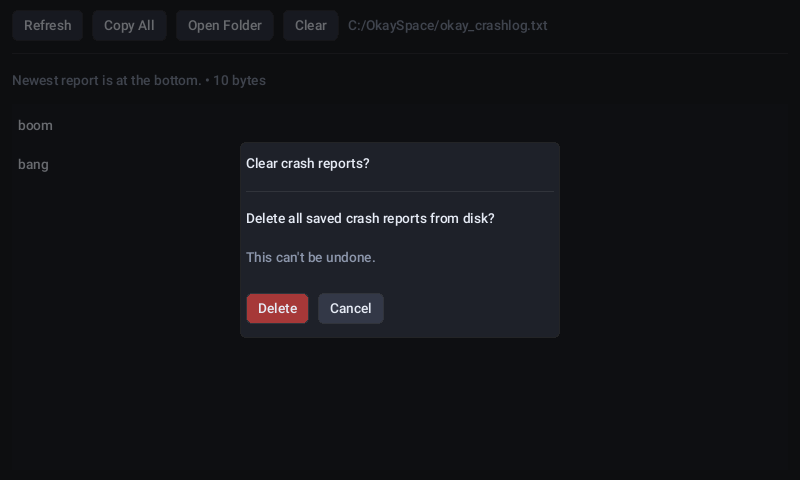 Refresh Copy All Open Folder Clear C:/OkaySpace/okay_crashlog.txt
Newest report is at the bottom. • 10 bytes
boom
bang
Clear crash reports?
Delete all saved crash reports from disk?
This can't be undone.
Delete Cancel